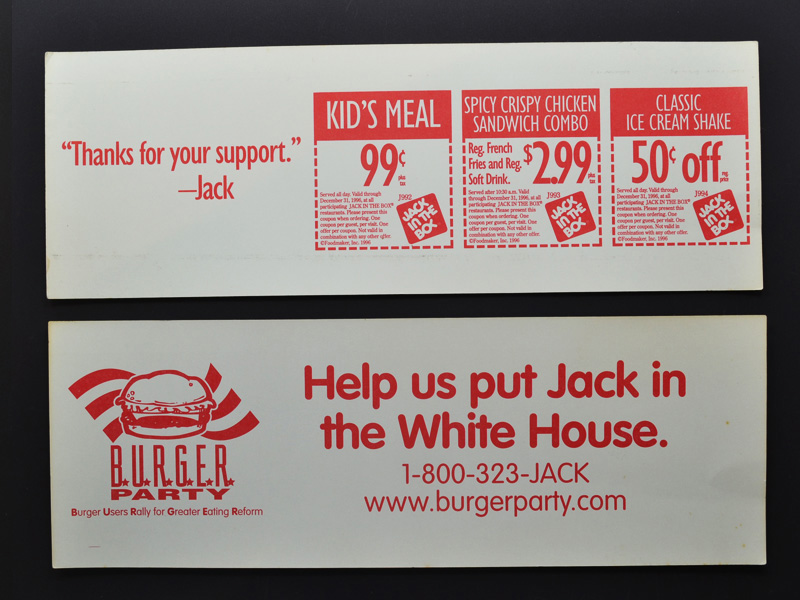 “Thanks for your support.”
—Jack
KID'S MEAL
99¢ plus tax
Served all day. Valid through
December 31, 1996, at all
participating JACK IN THE BOX®
restaurants. Please present this
coupon when ordering. One
coupon per guest, per visit. One
offer per coupon. Not valid in
combination with any other offer.
©Foodmaker, Inc. 1996
J992
JACK
IN THE
BOX
SPICY CRISPY CHICKEN
SANDWICH COMBO
Reg. French
Fries and Reg.
Soft Drink.
$2.99 plus tax
Served after 10:30 a.m. Valid
through December 31, 1996, at all
participating JACK IN THE BOX®
restaurants. Please present this
coupon when ordering. One
coupon per guest, per visit. One
offer per coupon. Not valid in
combination with any other offer.
©Foodmaker, Inc. 1996
J993
JACK
IN THE
BOX
CLASSIC
ICE CREAM SHAKE
50¢ off reg. price
Served all day. Valid through
December 31, 1996, at all
participating JACK IN THE BOX®
restaurants. Please present this
coupon when ordering. One
coupon per guest, per visit. One
offer per coupon. Not valid in
combination with any other offer.
©Foodmaker, Inc. 1996
J994
JACK
IN THE
BOX
B.U.R.G.E.R.
PARTY
Burger Users Rally for Greater Eating Reform
Help us put Jack in
the White House.
1-800-323-JACK
www.burgerparty.com